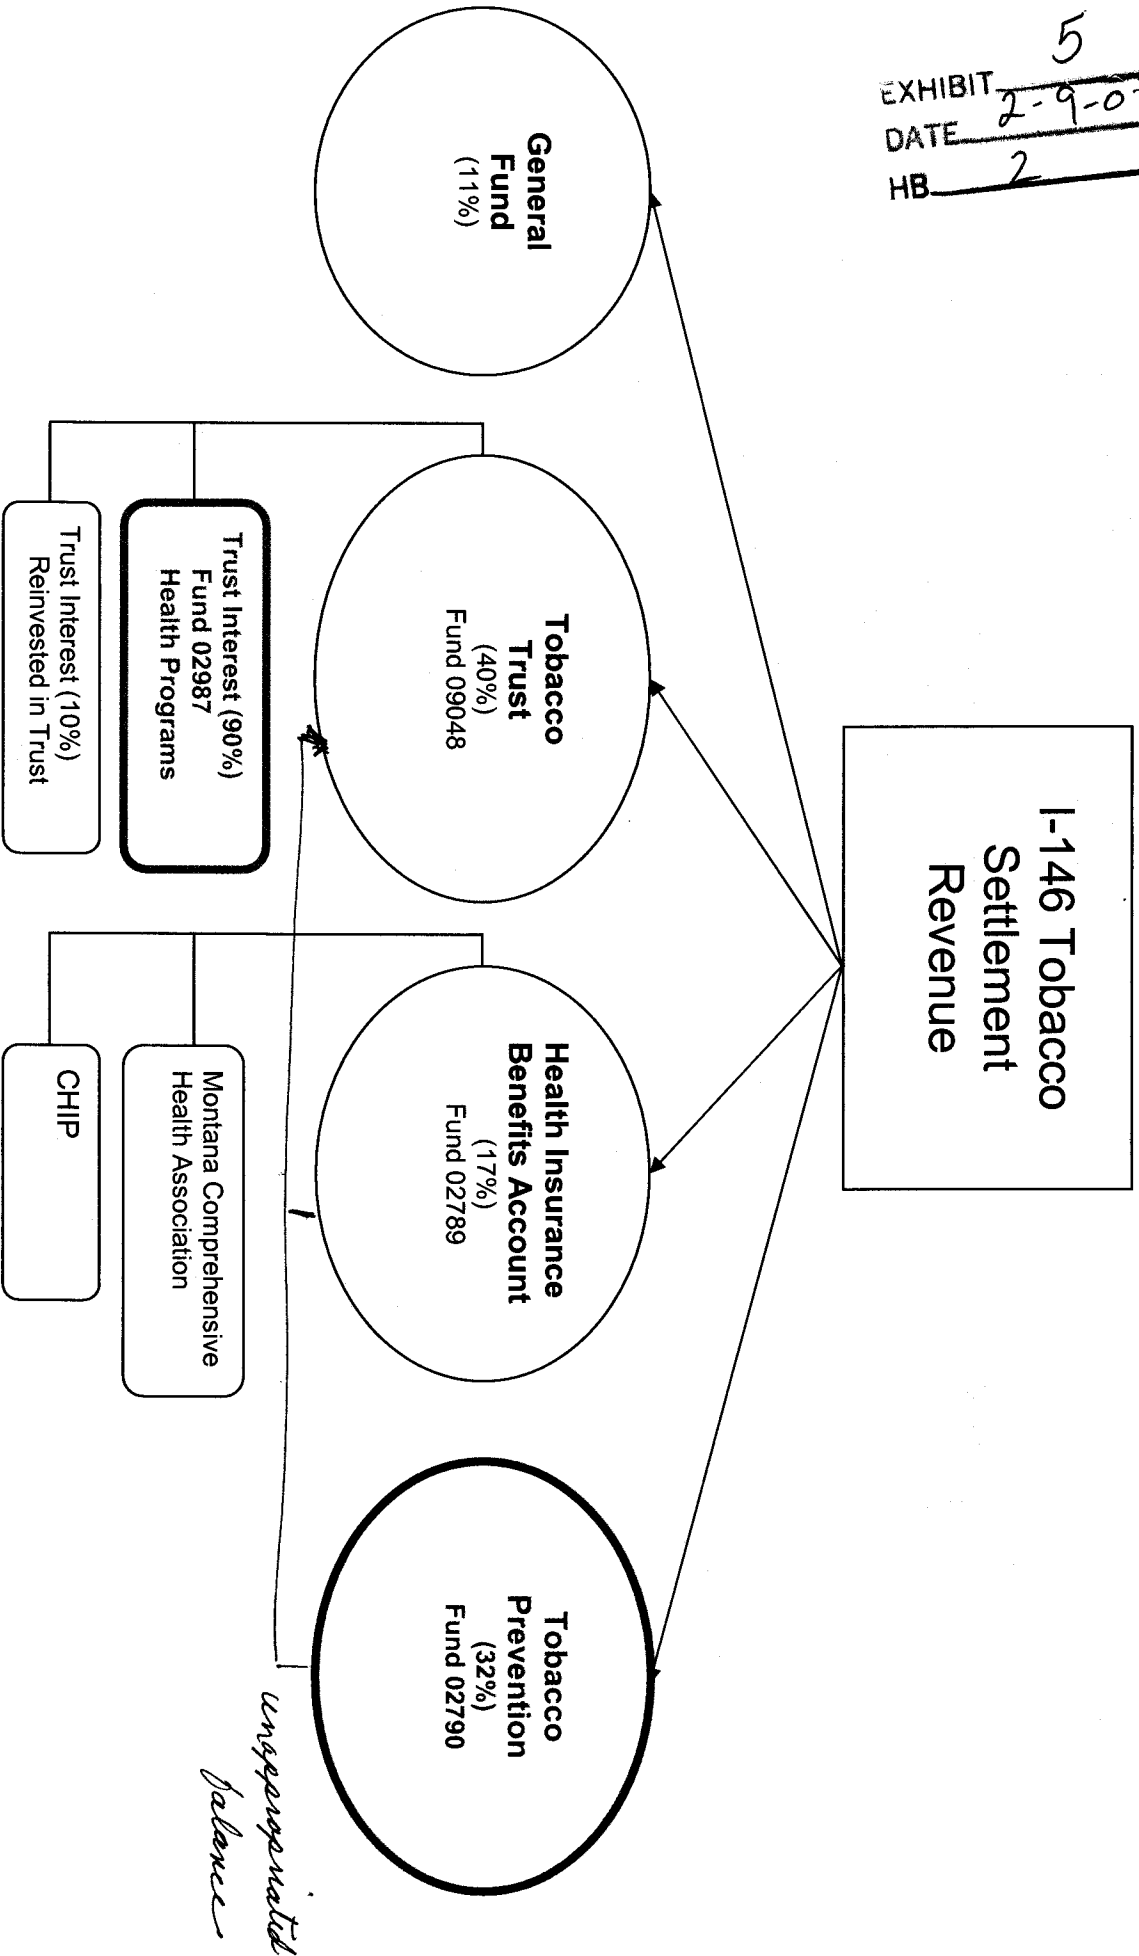 EXHIBIT 5
DATE 2-9-07
HB 2
I-146 Tobacco
Settlement
Revenue
General
Fund
(11%)
Tobacco
Trust
(40%)
Fund 09048
Trust Interest (90%)
Fund 02987
Health Programs
Trust Interest (10%)
Reinvested in Trust
Health Insurance
Benefits Account
(17%)
Fund 02789
Montana Comprehensive
Health Association
CHIP
Tobacco
Prevention
(32%)
Fund 02790
unappropriated
balance